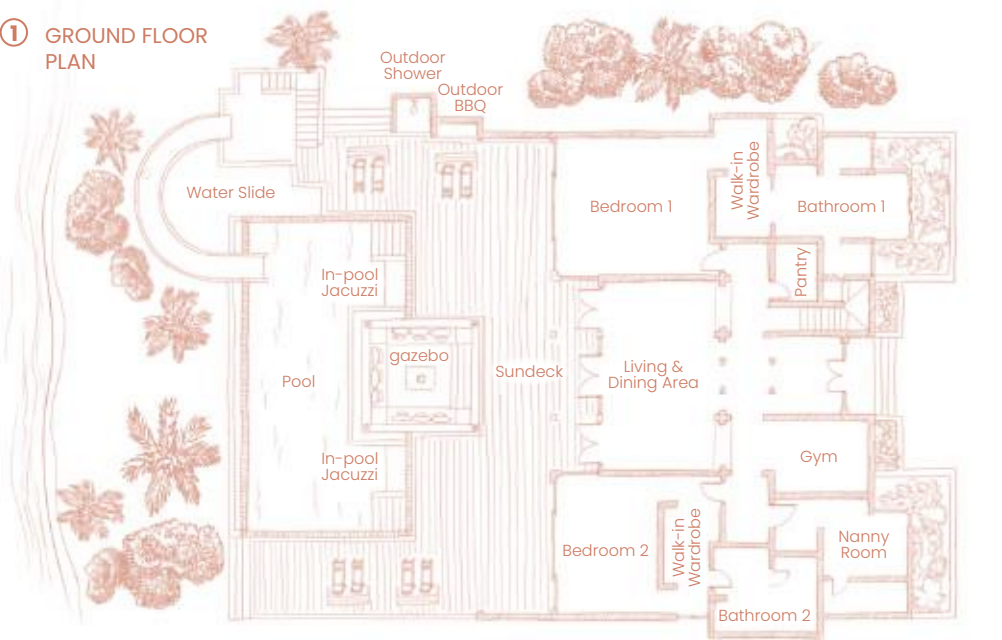 1 GROUND FLOOR
PLAN
Outdoor
Shower
Outdoor
BBQ
Water Slide
Bedroom 1
Walk-in
Wardrobe
Bathroom 1
In-pool
Jacuzzi
Pantry
gazebo
Pool
Sundeck
Living &
Dining Area
In-pool
Jacuzzi
Gym
Bedroom 2
Walk-in
Wardrobe
Nanny
Room
Bathroom 2